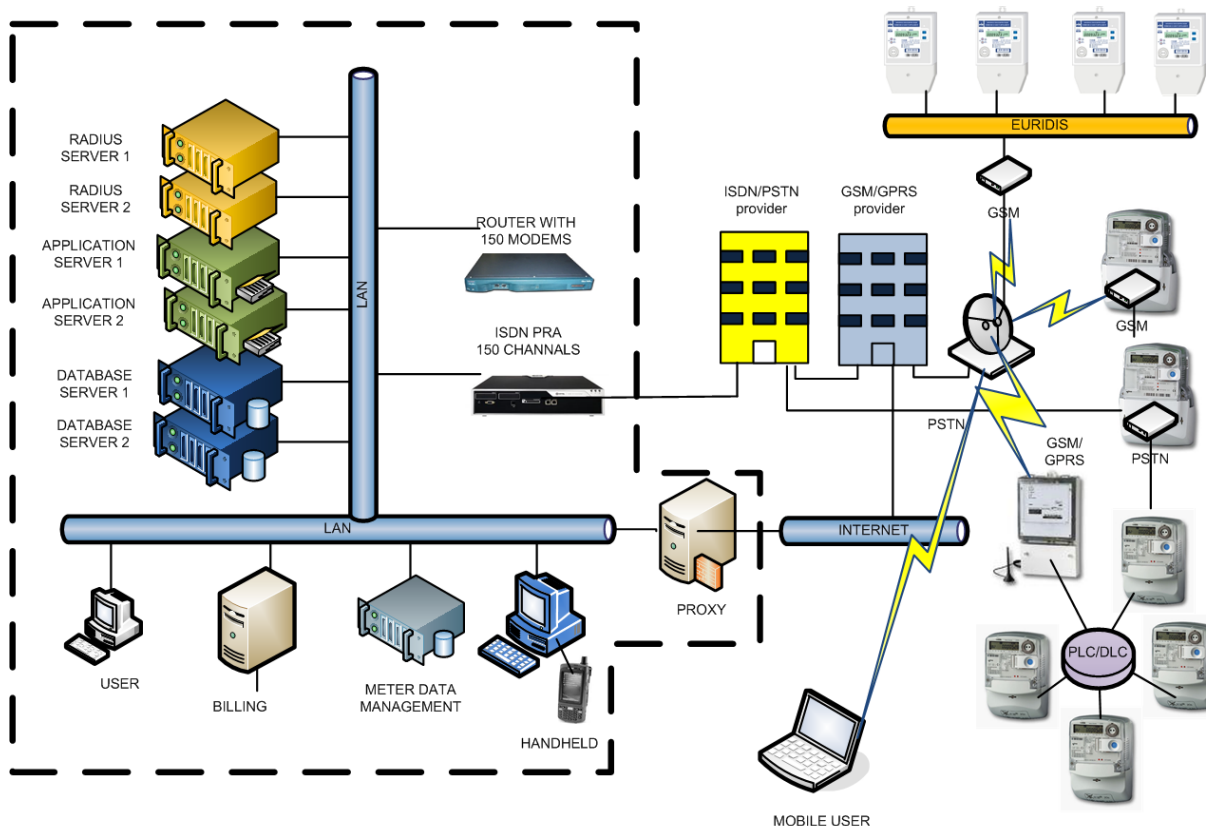 EURIDIS
RADIUS
SERVER 1
RADIUS
SERVER 2
APPLICATION
SERVER 1
APPLICATION
SERVER 2
DATABASE
SERVER 1
DATABASE
SERVER 2
LAN
ROUTER WITH
150 MODEMS
ISDN PRA
150 CHANNALS
ISDN/PSTN
provider
GSM/GPRS
provider
GSM
GSM
PSTN
GSM/
GPRS
PSTN
LAN
INTERNET
PROXY
USER
BILLING
METER DATA
MANAGEMENT
HANDHELD
PLC/DLC
MOBILE USER